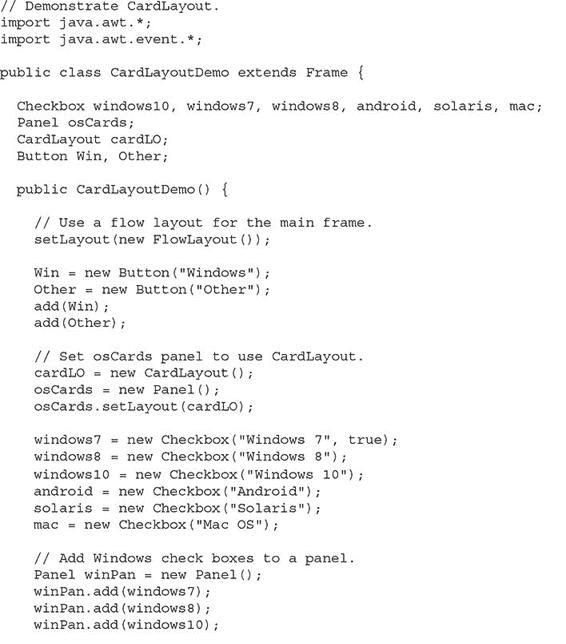 // Demonstrate CardLayout.
import java.awt.*;
import java.awt.event.*;

public class CardLayoutDemo extends Frame {

  Checkbox windows10, windows7, windows8, android, solaris, mac;
  Panel osCards;
  CardLayout cardLO;
  Button Win, Other;

  public CardLayoutDemo() {

    // Use a flow layout for the main frame.
    setLayout(new FlowLayout());

    Win = new Button("Windows");
    Other = new Button("Other");
    add(Win);
    add(Other);

    // Set osCards panel to use CardLayout.
    cardLO = new CardLayout();
    osCards = new Panel();
    osCards.setLayout(cardLO);

    windows7 = new Checkbox("Windows 7", true);
    windows8 = new Checkbox("Windows 8");
    windows10 = new Checkbox("Windows 10");
    android = new Checkbox("Android");
    solaris = new Checkbox("Solaris");
    mac = new Checkbox("Mac OS");

    // Add Windows check boxes to a panel.
    Panel winPan = new Panel();
    winPan.add(windows7);
    winPan.add(windows8);
    winPan.add(windows10);